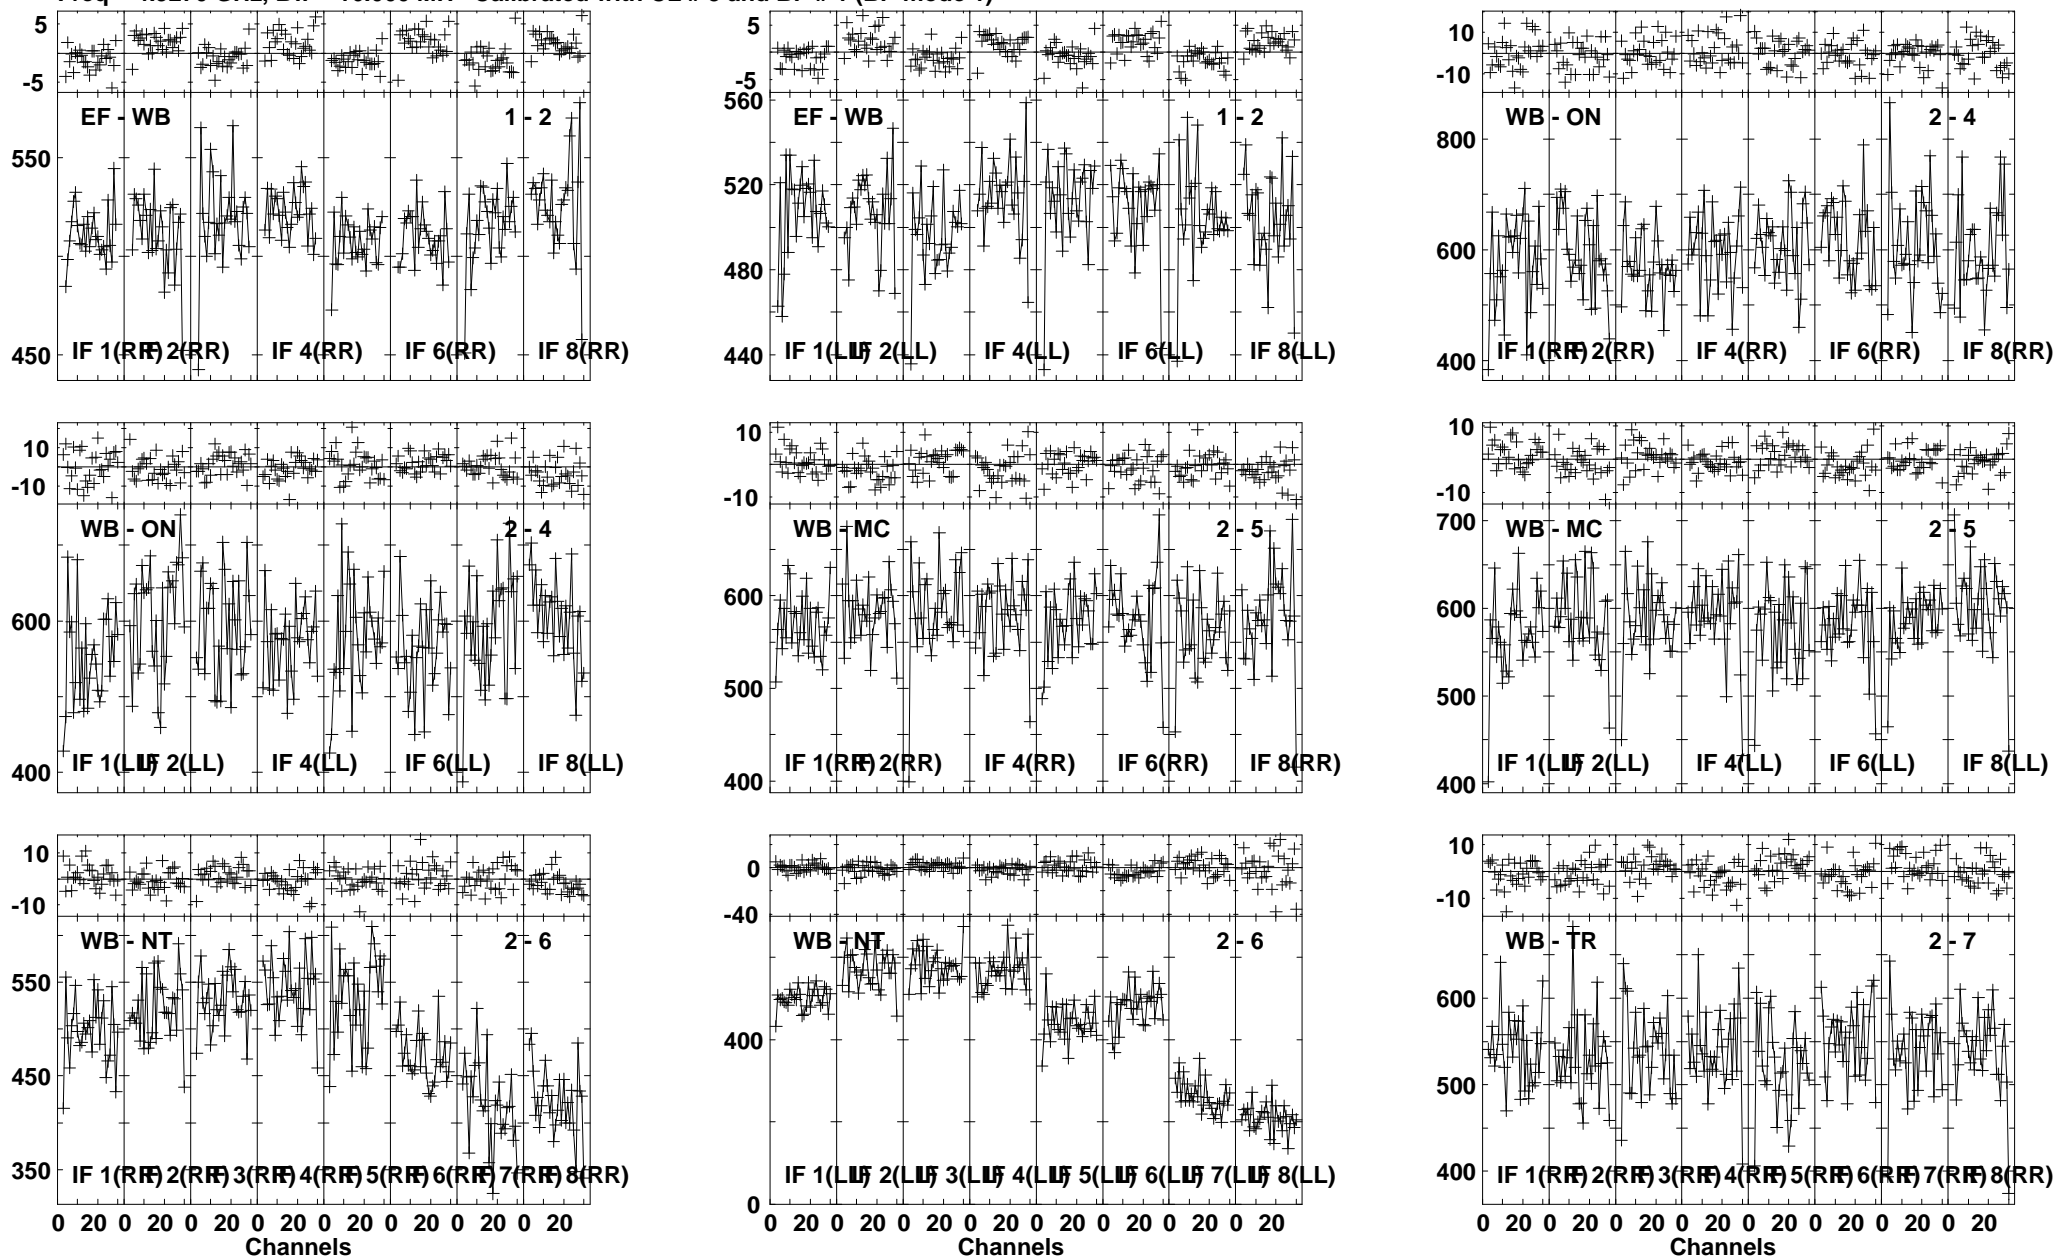 5
-5
EF - WB
1 - 2
550
450
IF 1(RR) IF 2(RR) IF 4(RR) IF 6(RR) IF 8(RR)
5
-5
560
EF - WB
1 - 2
520
480
440
IF 1(LL) IF 2(LL) IF 4(LL) IF 6(LL) IF 8(LL)
10
-10
WB - ON
2 - 4
800
600
400
IF 1(RR) IF 2(RR) IF 4(RR) IF 6(RR) IF 8(RR)
10
-10
WB - ON
2 - 4
600
400
IF 1(LL) IF 2(LL) IF 4(LL) IF 6(LL) IF 8(LL)
10
-10
WB - MC
2 - 5
600
500
400
IF 1(RR) IF 2(RR) IF 4(RR) IF 6(RR) IF 8(RR)
10
-10
700
WB - MC
2 - 5
600
500
400
IF 1(LL) IF 2(LL) IF 4(LL) IF 6(LL) IF 8(LL)
10
-10
WB - NT
2 - 6
550
450
350
IF 1(RR) IF 2(RR) IF 3(RR) IF 4(RR) IF 5(RR) IF 6(RR) IF 7(RR) IF 8(RR)
0 20 0 20 0 20 0 20 0 20 0 20 0 20 0 20
Channels
0
-40
WB - NT
2 - 6
400
0
IF 1(LL) IF 2(LL) IF 3(LL) IF 4(LL) IF 5(LL) IF 6(LL) IF 7(LL) IF 8(LL)
0 20 0 20 0 20 0 20 0 20 0 20 0 20 0 20
Channels
10
-10
WB - TR
2 - 7
600
500
400
IF 1(RR) IF 2(RR) IF 3(RR) IF 4(RR) IF 5(RR) IF 6(RR) IF 7(RR) IF 8(RR)
0 20 0 20 0 20 0 20 0 20 0 20 0 20 0 20
Channels